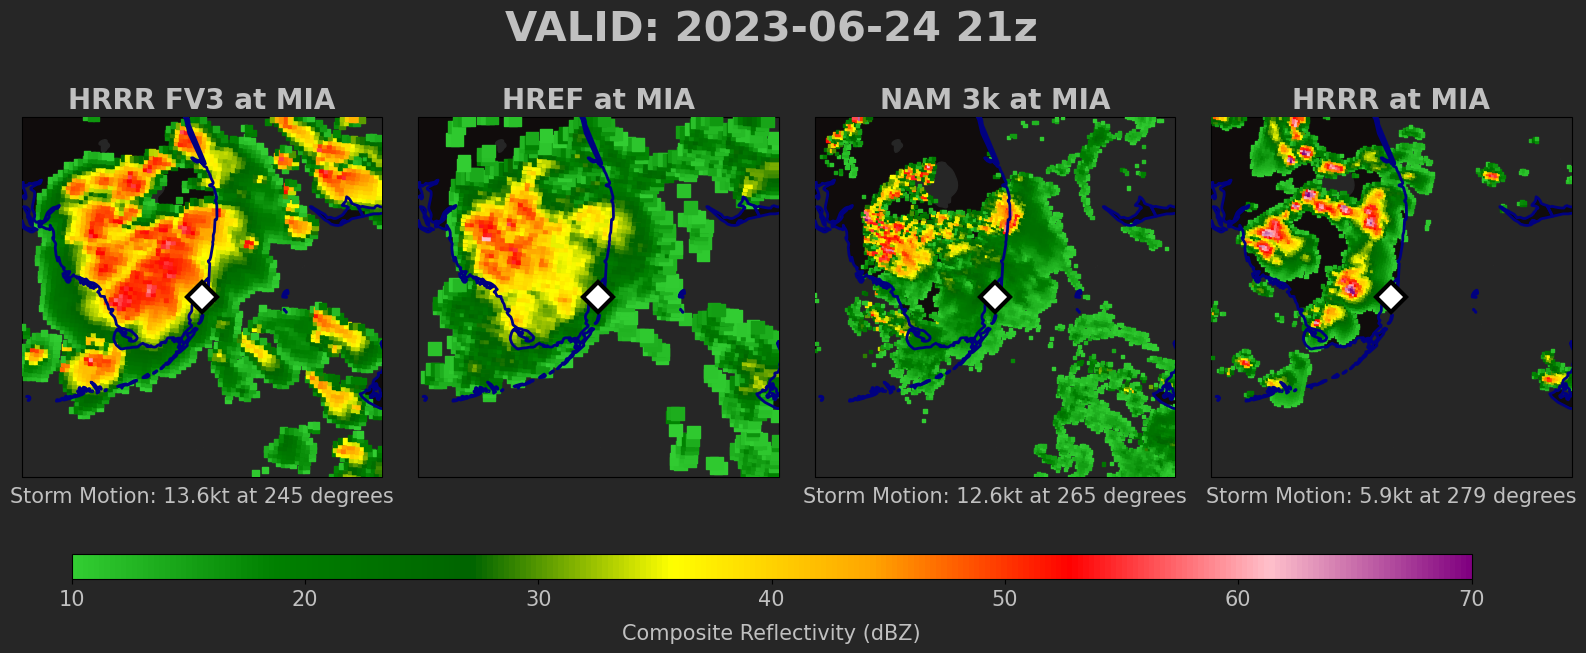 VALID: 2023-06-24 21z
HRRR FV3 at MIA
HREF at MIA
NAM 3k at MIA
HRRR at MIA
Storm Motion: 13.6kt at 245 degrees
Storm Motion: 12.6kt at 265 degrees
Storm Motion: 5.9kt at 279 degrees
10 20 30 40 50 60 70
Composite Reflectivity (dBZ)